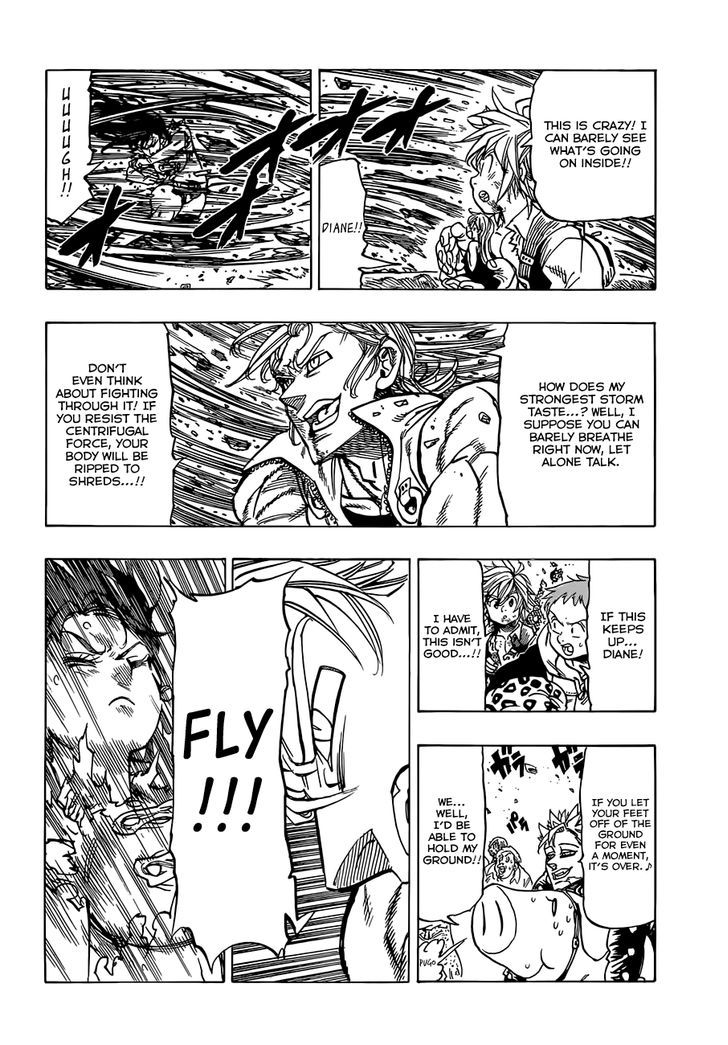 THIS IS CRAZY! I
CAN BARELY SEE
WHAT'S GOING
ON INSIDE!!
DIANE!!
UUUUGH!!
HOW DOES MY
STRONGEST STORM
TASTE...? WELL, I
SUPPOSE YOU CAN
BARELY BREATHE
RIGHT NOW, LET
ALONE TALK.
DON'T
EVEN THINK
ABOUT FIGHTING
THROUGH IT! IF
YOU RESIST THE
CENTRIFUGAL
FORCE, YOUR
BODY WILL BE
RIPPED TO
SHREDS...!!
IF THIS
KEEPS
UP...
DIANE!
I HAVE
TO ADMIT,
THIS ISN'T
GOOD...!!
IF YOU LET
YOUR FEET
OFF OF THE
GROUND
FOR EVEN
A MOMENT,
IT'S OVER.♪
WE...
WELL,
I'D BE
ABLE TO
HOLD MY
GROUND!!
PUGO
FLY
!!!